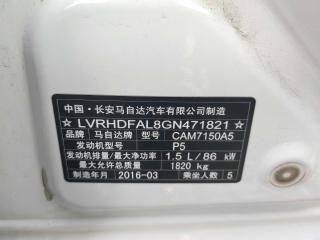 中国·长安马自达汽车有限公司制造
☆LVRHDFAL8GN471821☆
品牌 马自达牌 型号 CAM7150A5
发动机型号 P5
发动机排量/最大净功率 1.5 L/86 kW
最大允许总质量 1820 kg
制造年月 2016-03 乘坐人数 5